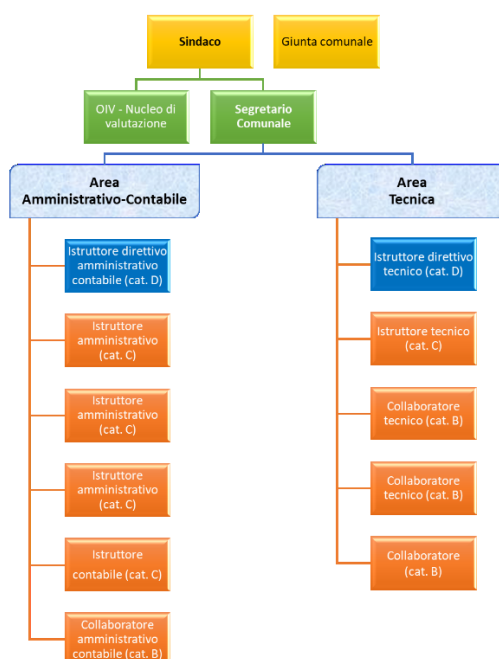 Sindaco
Giunta comunale
OIV - Nucleo di
valutazione
Segretario
Comunale
Area
Amministrativo-Contabile
Area
Tecnica
Istruttore direttivo
amministrativo
contabile (cat. D)
Istruttore
amministrativo
(cat. C)
Istruttore
amministrativo
(cat. C)
Istruttore
amministrativo
(cat. C)
Istruttore
contabile (cat. C)
Collaboratore
amministrativo
contabile (cat. B)
Istruttore direttivo
tecnico (cat. D)
Istruttore tecnico
(cat. C)
Collaboratore
tecnico (cat. B)
Collaboratore
tecnico (cat. B)
Collaboratore
(cat. B)